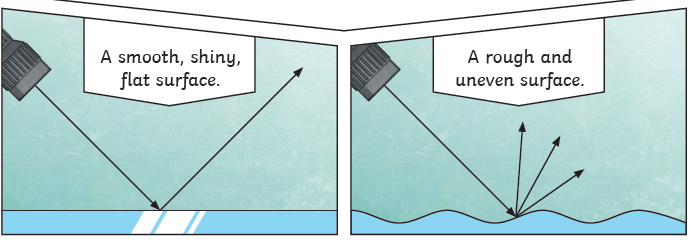 A smooth, shiny,
flat surface.
A rough and
uneven surface.